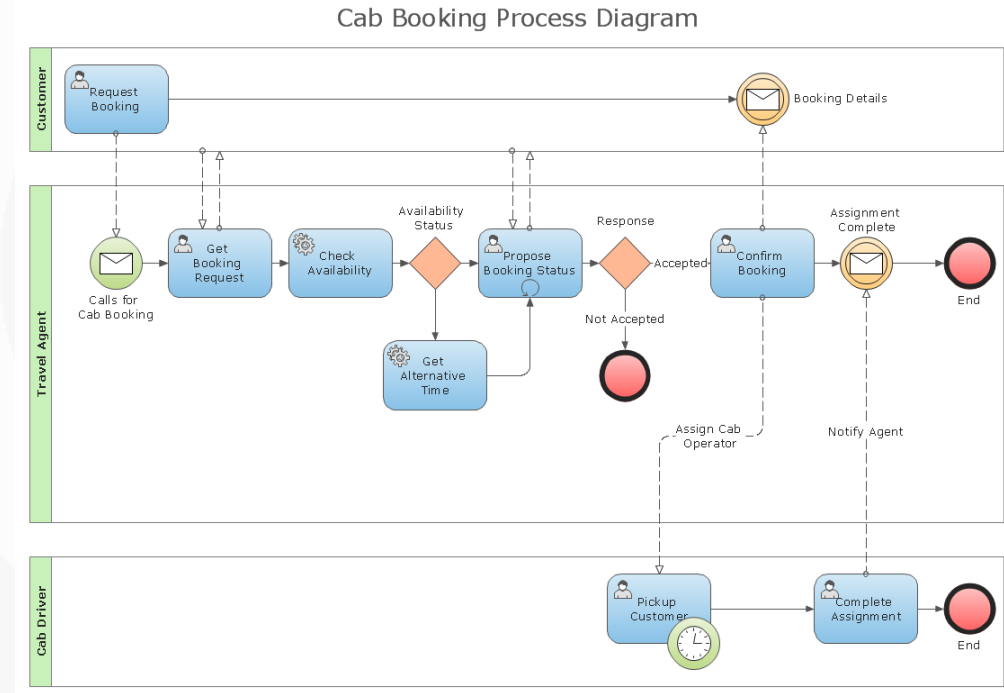 Cab Booking Process Diagram
Customer
Request
Booking
Booking Details
Travel Agent
Calls for
Cab Booking
Get
Booking
Request
Check
Availability
Availability
Status
Get
Alternative
Time
Propose
Booking Status
Response
Accepted
Not Accepted
Confirm
Booking
Assignment
Complete
End
Assign Cab
Operator
Notify Agent
Cab Driver
Pickup
Customer
Complete
Assignment
End